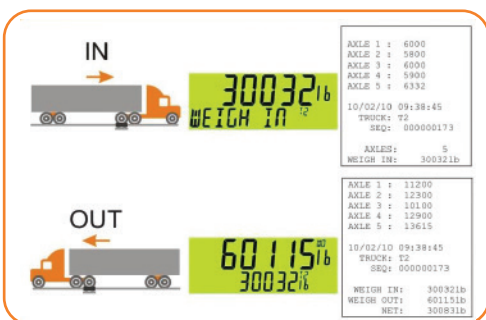 IN
30032lb
WEIGH IN T2
AXLE 1 : 6000
AXLE 2 : 5800
AXLE 3 : 6000
AXLE 4 : 5900
AXLE 5 : 6332
10/02/10 09:38:45
TRUCK: T2
SEQ: 000000173
AXLES: 5
WEIGH IN: 30032lb
OUT
60115lb
30032lb
AXLE 1 : 11200
AXLE 2 : 12300
AXLE 3 : 10100
AXLE 4 : 12900
AXLE 5 : 13615
10/02/10 09:38:45
TRUCK: T2
SEQ: 000000173
WEIGH IN: 30032lb
WEIGH OUT: 60115lb
NET: 30083lb